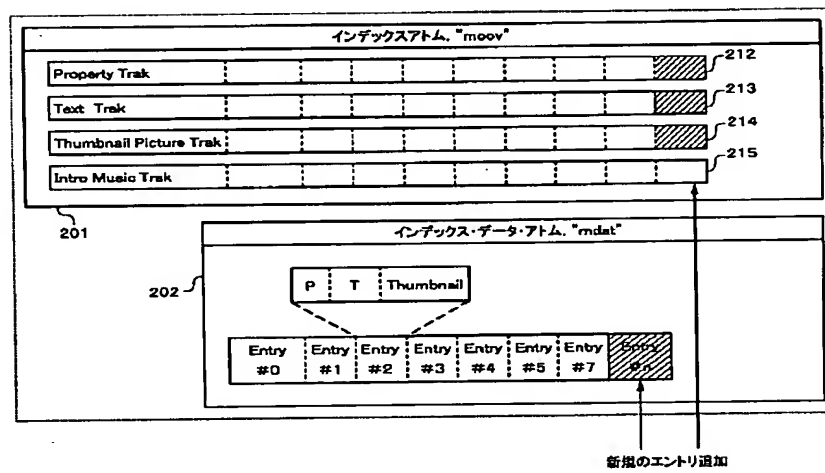 インデックスアトム, "moov"
Property Trak
212
Text Trak
213
Thumbnail Picture Trak
214
Intro Music Trak
215
201
インデックス・データ・アトム, "mdat"
202
P T Thumbnail
Entry #0
Entry #1
Entry #2
Entry #3
Entry #4
Entry #5
Entry #7
Entry #n
新規のエントリ追加